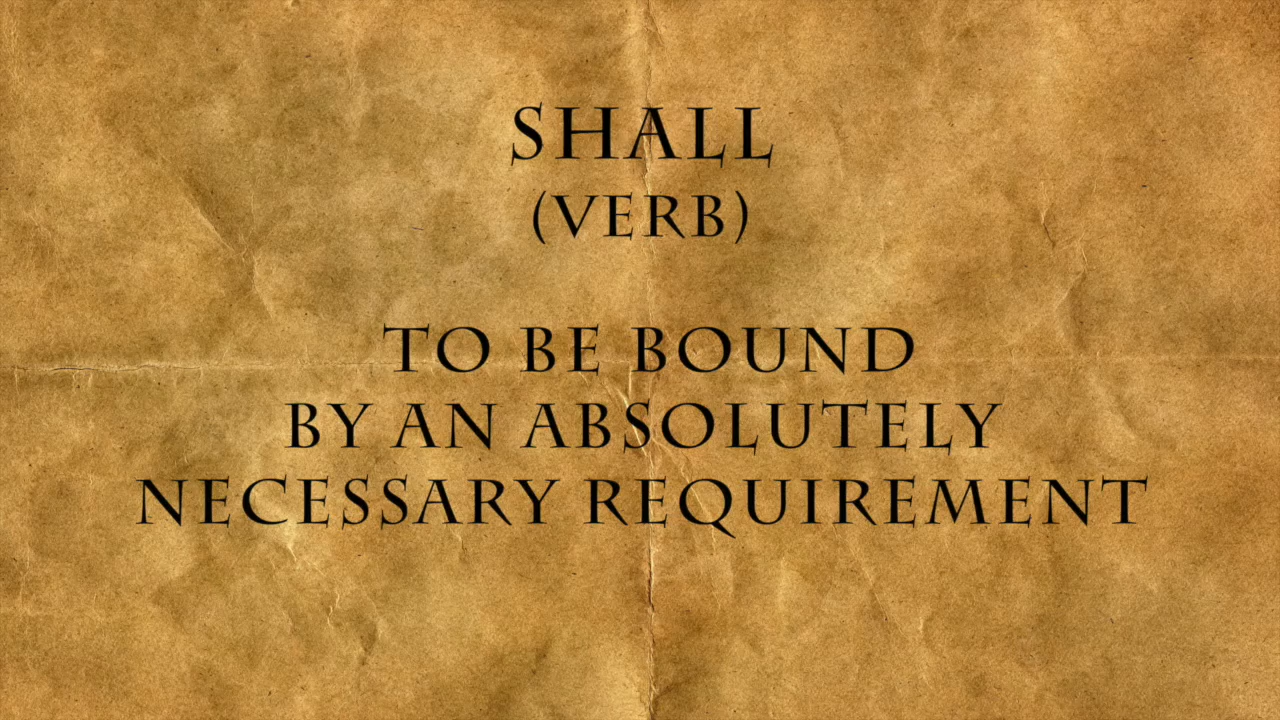 SHALL
(VERB)
TO BE BOUND
BY AN ABSOLUTELY
NECESSARY REQUIREMENT